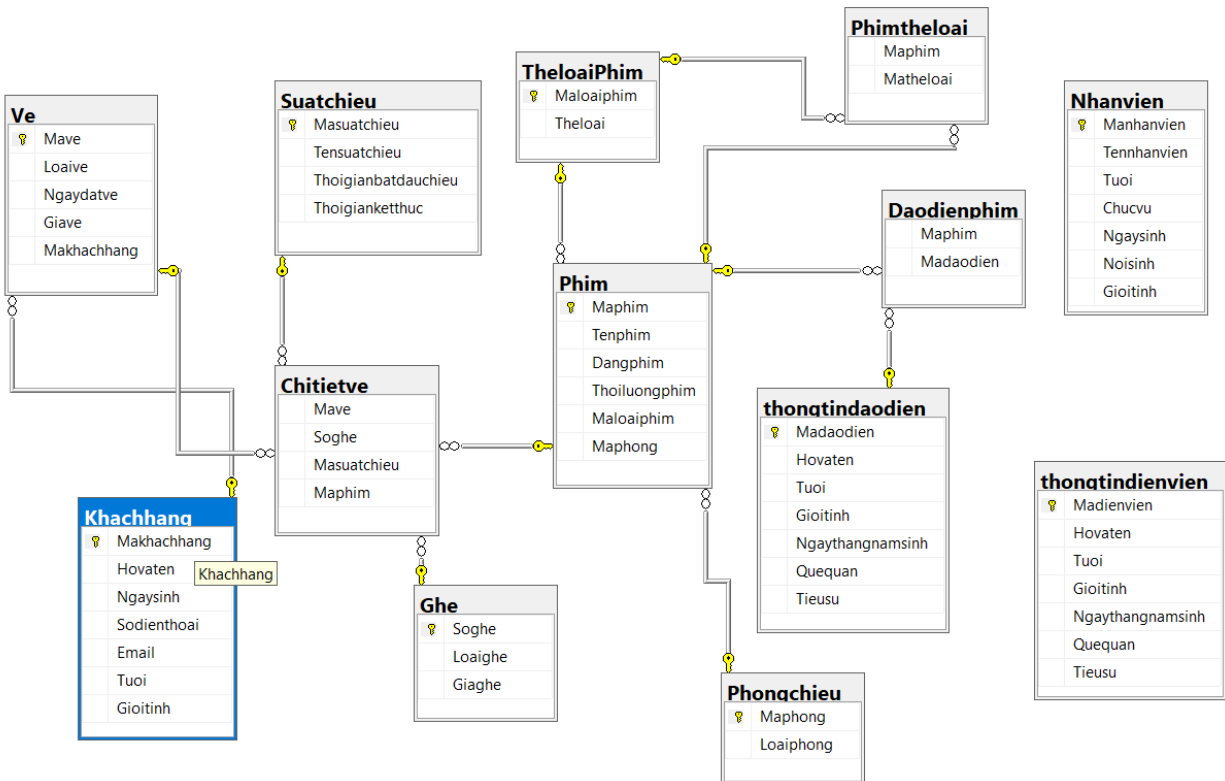 Ve
Mave
Loaive
Ngaydatve
Giave
Makhachhang
Suatchieu
Masuatchieu
Tensuatchieu
Thoigianbatdauchieu
Thoigianketthuc
TheloaiPhim
Maloaiphim
Theloai
Phimtheloai
Maphim
Matheloai
Nhanvien
Manhanvien
Tennhanvien
Tuoi
Chucvu
Ngaysinh
Noisinh
Gioitinh
Daodienphim
Maphim
Madaodien
Phim
Maphim
Tenphim
Dangphim
Thoiluongphim
Maloaiphim
Maphong
Chitietve
Mave
Soghe
Masuatchieu
Maphim
thongtindaodien
Madaodien
Hovaten
Tuoi
Gioitinh
Ngaythangnamsinh
Quequan
Tieusu
thongtindienvien
Madienvien
Hovaten
Tuoi
Gioitinh
Ngaythangnamsinh
Quequan
Tieusu
Khachhang
Makhachhang
Hovaten
Khachhang
Ngaysinh
Sodienthoai
Email
Tuoi
Gioitinh
Ghe
Soghe
Loaighe
Giaghe
Phongchieu
Maphong
Loaiphong